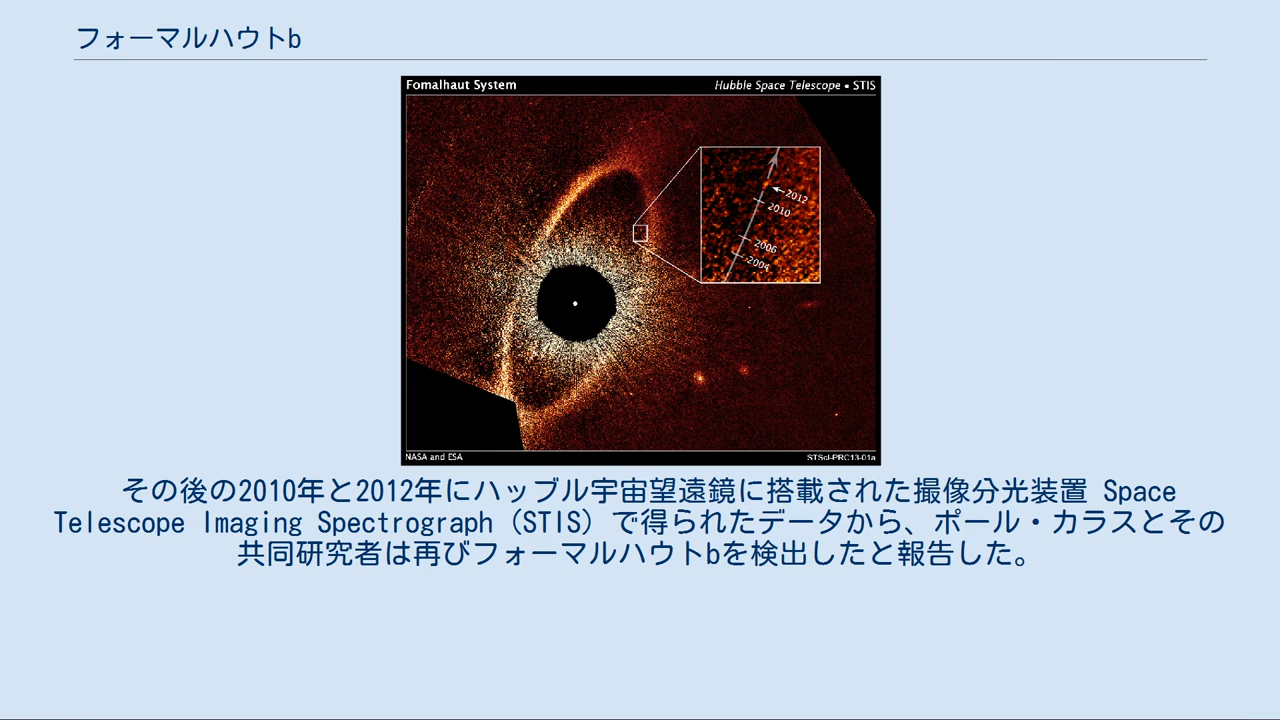 フォーマルハウトb
Fomalhaut System
Hubble Space Telescope • STIS
2012
2010
2006
2004
NASA and ESA
STScI-PRC13-01a
その後の2010年と2012年にハッブル宇宙望遠鏡に搭載された撮像分光装置 Space
Telescope Imaging Spectrograph（STIS）で得られたデータから、ポール・カラスとその
共同研究者は再びフォーマルハウトbを検出したと報告した。